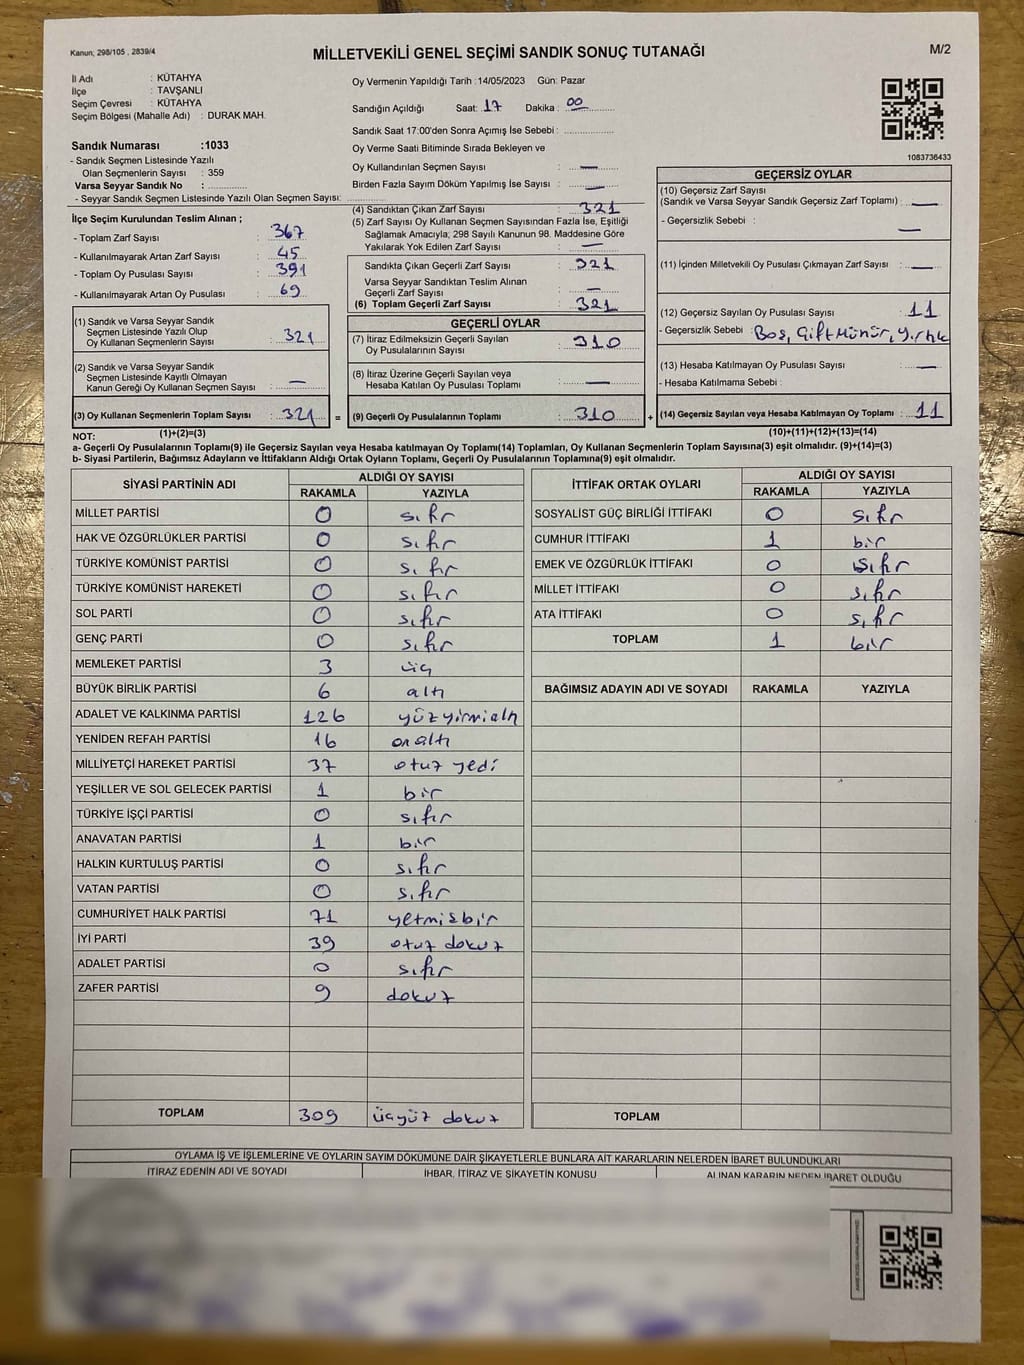 Kanun, 298/105 , 2839/4
MİLLETVEKİLİ GENEL SEÇİMİ SANDIK SONUÇ TUTANAĞI
M/2
İl Adı : KÜTAHYA
İlçe : TAVŞANLI
Seçim Çevresi : KÜTAHYA
Seçim Bölgesi (Mahalle Adı) : DURAK MAH.
Sandık Numarası :1033
- Sandık Seçmen Listesinde Yazılı
Olan Seçmenlerin Sayısı : 359
Varsa Seyyar Sandık No :
- Seyyar Sandık Seçmen Listesinde Yazılı Olan Seçmen Sayısı:
Oy Vermenin Yapıldığı Tarih :14/05/2023 Gün: Pazar
Sandığın Açıldığı Saat: 17 Dakika : 00
Sandık Saat 17:00'den Sonra Açımış İse Sebebi :
Oy Verme Saati Bitiminde Sırada Bekleyen ve
Oy Kullandırılan Seçmen Sayısı : —
Birden Fazla Sayım Döküm Yapılmış İse Sayısı : —
1083736433
İlçe Seçim Kurulundan Teslim Alınan ;
- Toplam Zarf Sayısı : 367
- Kullanılmayarak Artan Zarf Sayısı : 45
- Toplam Oy Pusulası Sayısı : 391
- Kullanılmayarak Artan Oy Pusulası : 69
(1) Sandık ve Varsa Seyyar Sandık
Seçmen Listesinde Yazılı Olup
Oy Kullanan Seçmenlerin Sayısı : 321
(2) Sandık ve Varsa Seyyar Sandık
Seçmen Listesinde Kayıtlı Olmayan
Kanun Gereği Oy Kullanan Seçmen Sayısı : —
(3) Oy Kullanan Seçmenlerin Toplam Sayısı : 321 =
(1)+(2)=(3)
(4) Sandıktan Çıkan Zarf Sayısı : 321
(5) Zarf Sayısı Oy Kullanan Seçmen Sayısından Fazla İse, Eşitliği
Sağlamak Amacıyla; 298 Sayılı Kanunun 98. Maddesine Göre
Yakılarak Yok Edilen Zarf Sayısı : —
Sandıkta Çıkan Geçerli Zarf Sayısı : 321
Varsa Seyyar Sandıktan Teslim Alınan
Geçerli Zarf Sayısı : —
(6) Toplam Geçerli Zarf Sayısı : 321
GEÇERLİ OYLAR
(7) İtiraz Edilmeksizin Geçerli Sayılan
Oy Pusulalarının Sayısı : 310
(8) İtiraz Üzerine Geçerli Sayılan veya
Hesaba Katılan Oy Pusulası Toplamı : —
(9) Geçerli Oy Pusulalarının Toplamı : 310 +
GEÇERSİZ OYLAR
(10) Geçersiz Zarf Sayısı
(Sandık ve Varsa Seyyar Sandık Geçersiz Zarf Toplamı) : —
- Geçersizlik Sebebi : —
(11) İçinden Milletvekili Oy Pusulası Çıkmayan Zarf Sayısı : —
(12) Geçersiz Sayılan Oy Pusulası Sayısı : 11
- Geçersizlik Sebebi : Boş, Çift Mühür, Yırtık
(13) Hesaba Katılmayan Oy Pusulası Sayısı : —
- Hesaba Katılmama Sebebi :
(14) Geçersiz Sayılan veya Hesaba Katılmayan Oy Toplamı : 11
(10)+(11)+(12)+(13)=(14)
NOT:
a- Geçerli Oy Pusulalarının Toplamı(9) ile Geçersiz Sayılan veya Hesaba katılmayan Oy Toplamı(14) Toplamları, Oy Kullanan Seçmenlerin Toplam Sayısına(3) eşit olmalıdır. (9)+(14)=(3)
b- Siyasi Partilerin, Bağımsız Adayların ve İttifakların Aldığı Ortak Oyların Toplamı, Geçerli Oy Pusulalarının Toplamına(9) eşit olmalıdır.
SİYASİ PARTİNİN ADI ALDIĞI OY SAYISI
RAKAMLA YAZIYLA
MİLLET PARTİSİ 0 sıfır
HAK VE ÖZGÜRLÜKLER PARTİSİ 0 sıfır
TÜRKİYE KOMÜNİST PARTİSİ 0 sıfır
TÜRKİYE KOMÜNİST HAREKETİ 0 sıfır
SOL PARTİ 0 sıfır
GENÇ PARTİ 0 sıfır
MEMLEKET PARTİSİ 3 üç
BÜYÜK BİRLİK PARTİSİ 6 altı
ADALET VE KALKINMA PARTİSİ 126 yüzyirmialtı
YENİDEN REFAH PARTİSİ 16 onaltı
MİLLİYETÇİ HAREKET PARTİSİ 37 otuz yedi
YEŞİLLER VE SOL GELECEK PARTİSİ 1 bir
TÜRKİYE İŞÇİ PARTİSİ 0 sıfır
ANAVATAN PARTİSİ 1 bir
HALKIN KURTULUŞ PARTİSİ 0 sıfır
VATAN PARTİSİ 0 sıfır
CUMHURİYET HALK PARTİSİ 71 yetmişbir
İYİ PARTİ 39 otuz dokuz
ADALET PARTİSİ 0 sıfır
ZAFER PARTİSİ 9 dokuz
TOPLAM 309 üçyüz dokuz
İTTİFAK ORTAK OYLARI ALDIĞI OY SAYISI
RAKAMLA YAZIYLA
SOSYALİST GÜÇ BİRLİĞİ İTTİFAKI 0 sıfır
CUMHUR İTTİFAKI 1 bir
EMEK VE ÖZGÜRLÜK İTTİFAKI 0 sıfır
MİLLET İTTİFAKI 0 sıfır
ATA İTTİFAKI 0 sıfır
TOPLAM 1 bir
BAĞIMSIZ ADAYIN ADI VE SOYADI RAKAMLA YAZIYLA
TOPLAM
OYLAMA İŞ VE İŞLEMLERİNE VE OYLARIN SAYIM DÖKÜMÜNE DAİR ŞİKAYETLERLE BUNLARA AİT KARARLARIN NELERDEN İBARET BULUNDUKLARI
İTİRAZ EDENİN ADI VE SOYADI İHBAR, İTİRAZ VE ŞİKAYETİN KONUSU ALINAN KARARIN NEDEN İBARET OLDUĞU